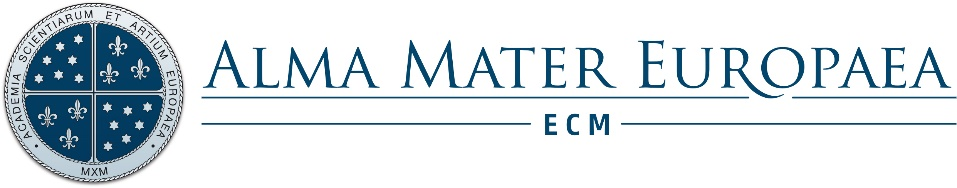 ACADEMIA SCIENTIARUM ET ARTIUM EUROPAEA
MXM
ALMA MATER EUROPAEA
ECM